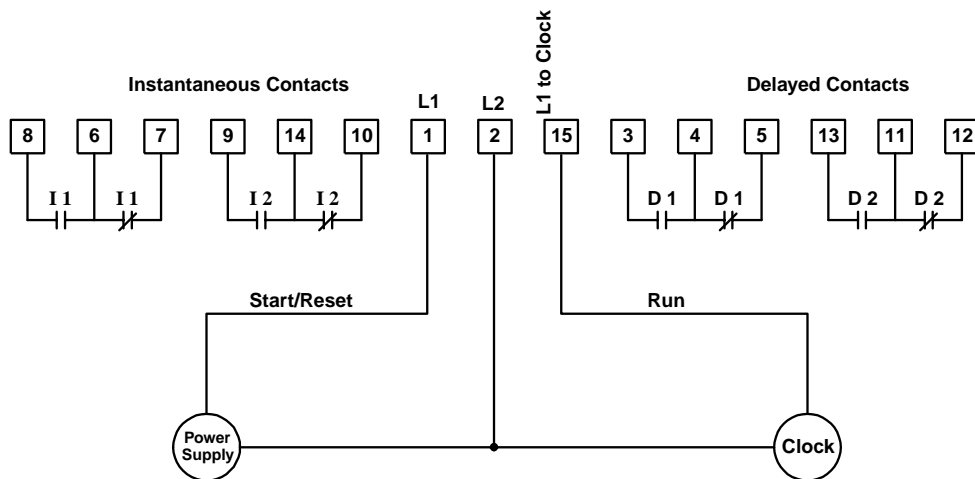 Instantaneous Contacts
L1
L2
L1 to Clock
Delayed Contacts
8
6
7
9
14
10
1
2
15
3
4
5
13
11
12
I 1
I 1
I 2
I 2
D 1
D 1
D 2
D 2
Start/Reset
Run
Power
Supply
Clock